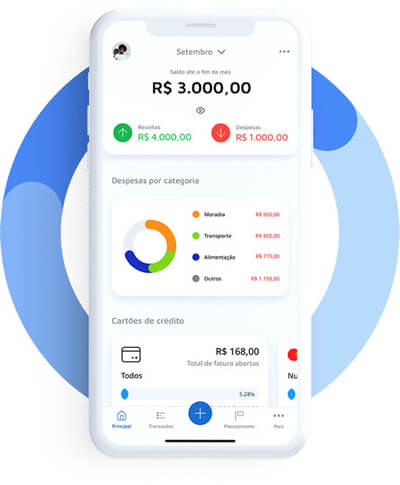 Setembro
Saldo até o fim do mês
R$ 3.000,00
Receitas
R$ 4.000,00
Despesas
R$ 1.000,00
Despesas por categoria
Moradia R$ 950,00
Transporte R$ 800,00
Alimentação R$ 770,00
Outros R$ 1.150,00
Cartões de crédito
R$ 168,00
Total de fatura abertas
Todos
Nu
5.28%
Principal
Transações
Planejamento
Mais